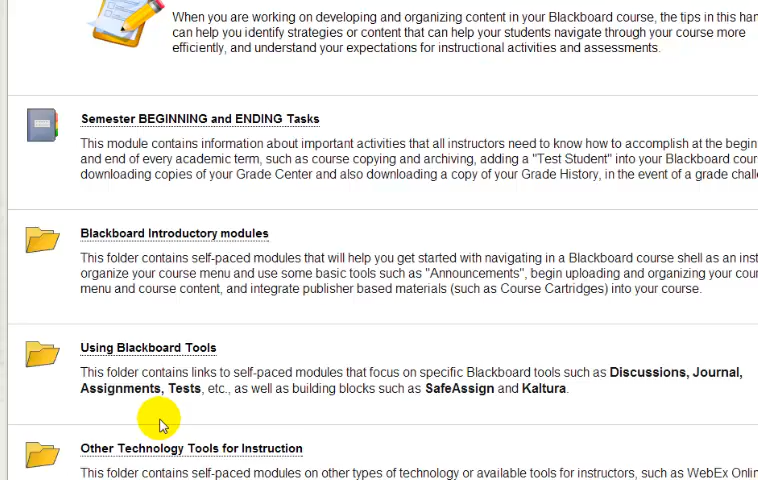 When you are working on developing and organizing content in your Blackboard course, the tips in this
can help you identify strategies or content that can help your students navigate through your course more
efficiently, and understand your expectations for instructional activities and assessments.
Semester BEGINNING and ENDING Tasks
This module contains information about important activities that all instructors need to know how to accomplish at the
and end of every academic term, such as course copying and archiving, adding a "Test Student" into your Blackboard
downloading copies of your Grade Center and also downloading a copy of your Grade History, in the event of a grade
Blackboard Introductory modules
This folder contains self-paced modules that will help you get started with navigating in a Blackboard course shell as an
organize your course menu and use some basic tools such as "Announcements", begin uploading and organizing your
menu and course content, and integrate publisher based materials (such as Course Cartridges) into your course.
Using Blackboard Tools
This folder contains links to self-paced modules that focus on specific Blackboard tools such as Discussions, Journal,
Assignments, Tests, etc., as well as building blocks such as SafeAssign and Kaltura.
Other Technology Tools for Instruction
This folder contains self-paced modules on other types of technology or available tools for instructors, such as WebEx